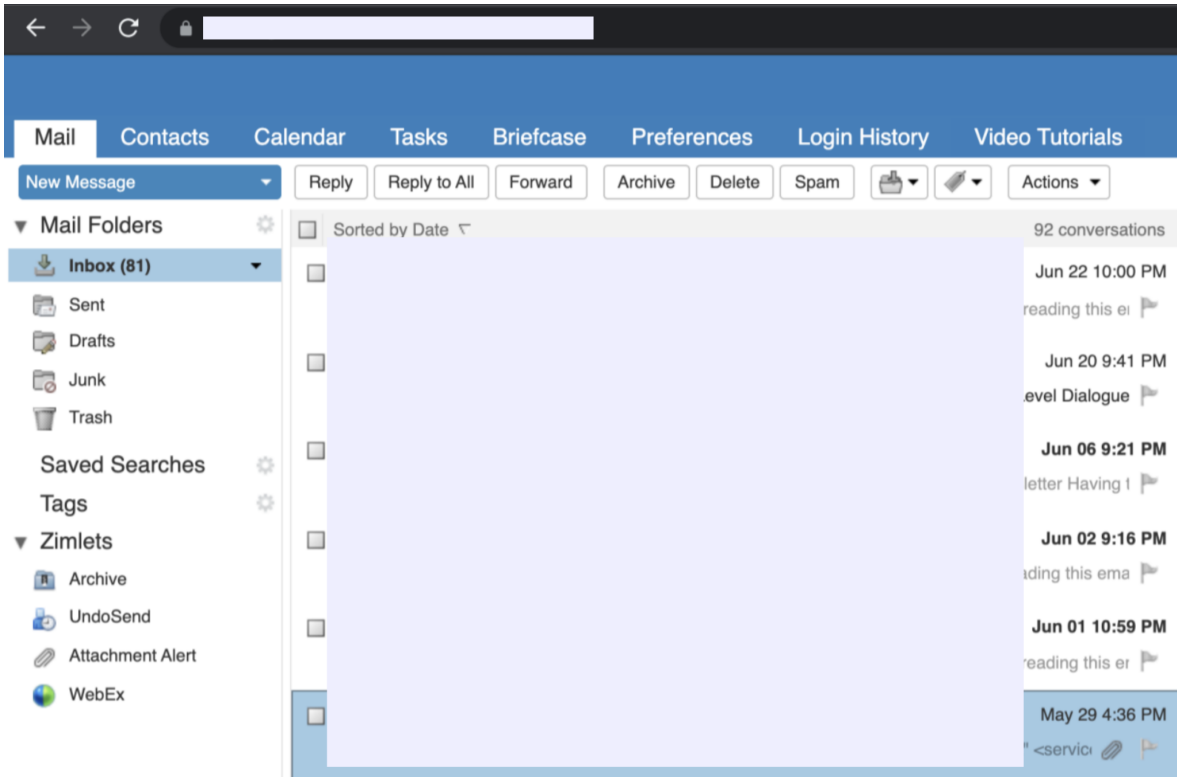 Mail Contacts Calendar Tasks Briefcase Preferences Login History Video Tutorials
New Message Reply Reply to All Forward Archive Delete Spam Actions
Mail Folders
Sorted by Date 92 conversations
Inbox (81)
Jun 22 10:00 PM
Sent
reading this
Drafts
Jun 20 9:41 PM
Junk
evel Dialogue
Trash
Jun 06 9:21 PM
Saved Searches
letter Having t
Tags
Jun 02 9:16 PM
Zimlets
ding this ema
Archive
UndoSend
Jun 01 10:59 PM
Attachment Alert
reading this er
WebEx
May 29 4:36 PM
" <servic